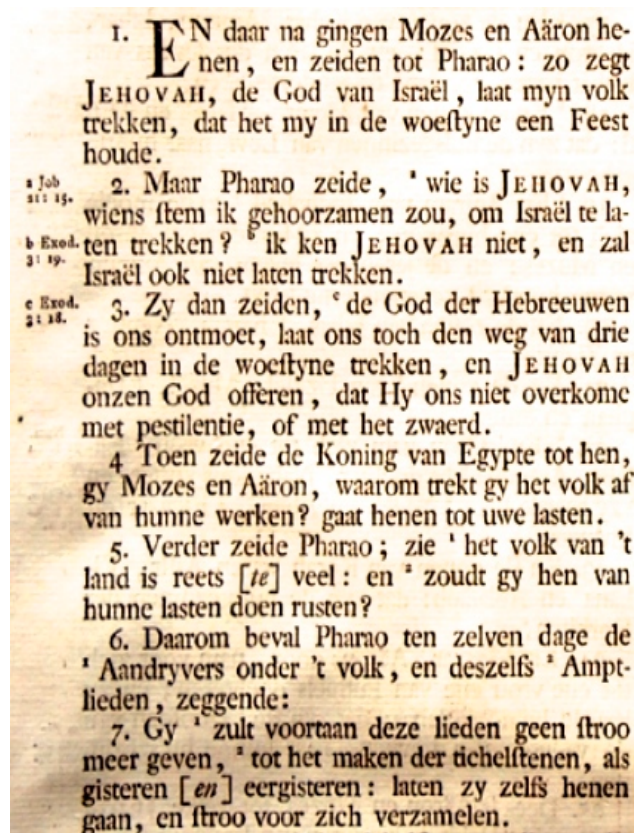 1. EN daar na gingen Mozes en Aäron he-
nen, en zeiden tot Pharao: zo zegt
JEHOVAH, de God van Israël, laat myn volk
trekken, dat het my in de woeſtyne een Feest
houde.
a Job 21: 15.
2. Maar Pharao zeide, ª wie is JEHOVAH,
wiens ſtem ik gehoorzamen zou, om Israël te la-
b Exod. 3: 19.
ten trekken? ᵇ ik ken JEHOVAH niet, en zal
Israël ook niet laten trekken.
c Exod. 3: 18.
3. Zy dan zeiden, ᶜ de God der Hebreeuwen
is ons ontmoet, laat ons toch den weg van drie
dagen in de woeſtyne trekken, en JEHOVAH
onzen God offeren, dat Hy ons niet overkome
met pestilentie, of met het zwaerd.
4 Toen zeide de Koning van Egypte tot hen,
gy Mozes en Aäron, waarom trekt gy het volk af
van hunne werken? gaat henen tot uwe lasten.
5. Verder zeide Pharao; zie ¹ het volk van 't
land is reets [te] veel: en ² zoudt gy hen van
hunne lasten doen rusten?
6. Daarom beval Pharao ten zelven dage de
¹ Aandryvers onder 't volk, en deszelfs ² Ampt-
lieden, zeggende:
7. Gy ¹ zult voortaan deze lieden geen ſtroo
meer geven, ² tot het maken der tichelſtenen, als
gisteren [en] eergisteren: laten zy zelfs henen
gaan, en ſtroo voor zich verzamelen.